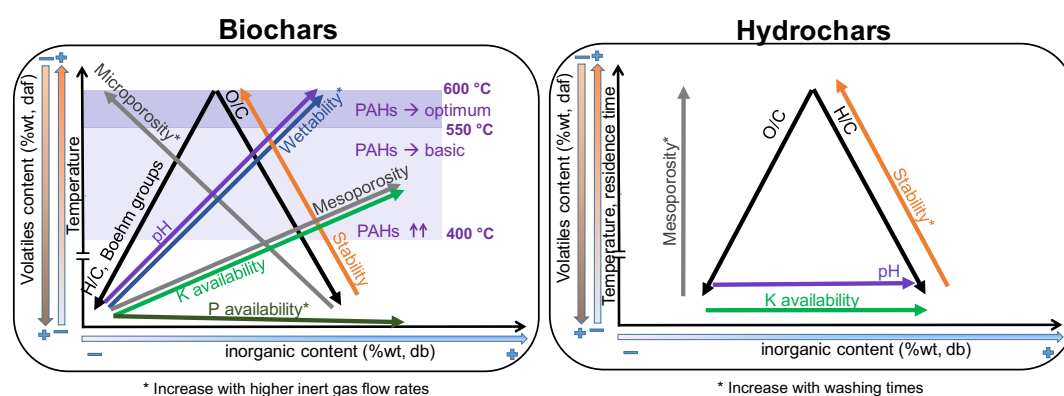 Biochars
Volatiles content (%wt, daf)
Temperature
Microporosity*
O/C
600 °C
PAHs → optimum
Wettability*
550 °C
PAHs → basic
Mesoporosity
H/C, Boehm groups
pH
PAHs ⬆⬆
400 °C
Stability
K availability
P availability*
inorganic content (%wt, db)
* Increase with higher inert gas flow rates
Hydrochars
Volatiles content (%wt, daf)
Temperature, residence time
Mesoporosity*
O/C
H/C
Stability*
pH
K availability
inorganic content (%wt, db)
* Increase with washing times